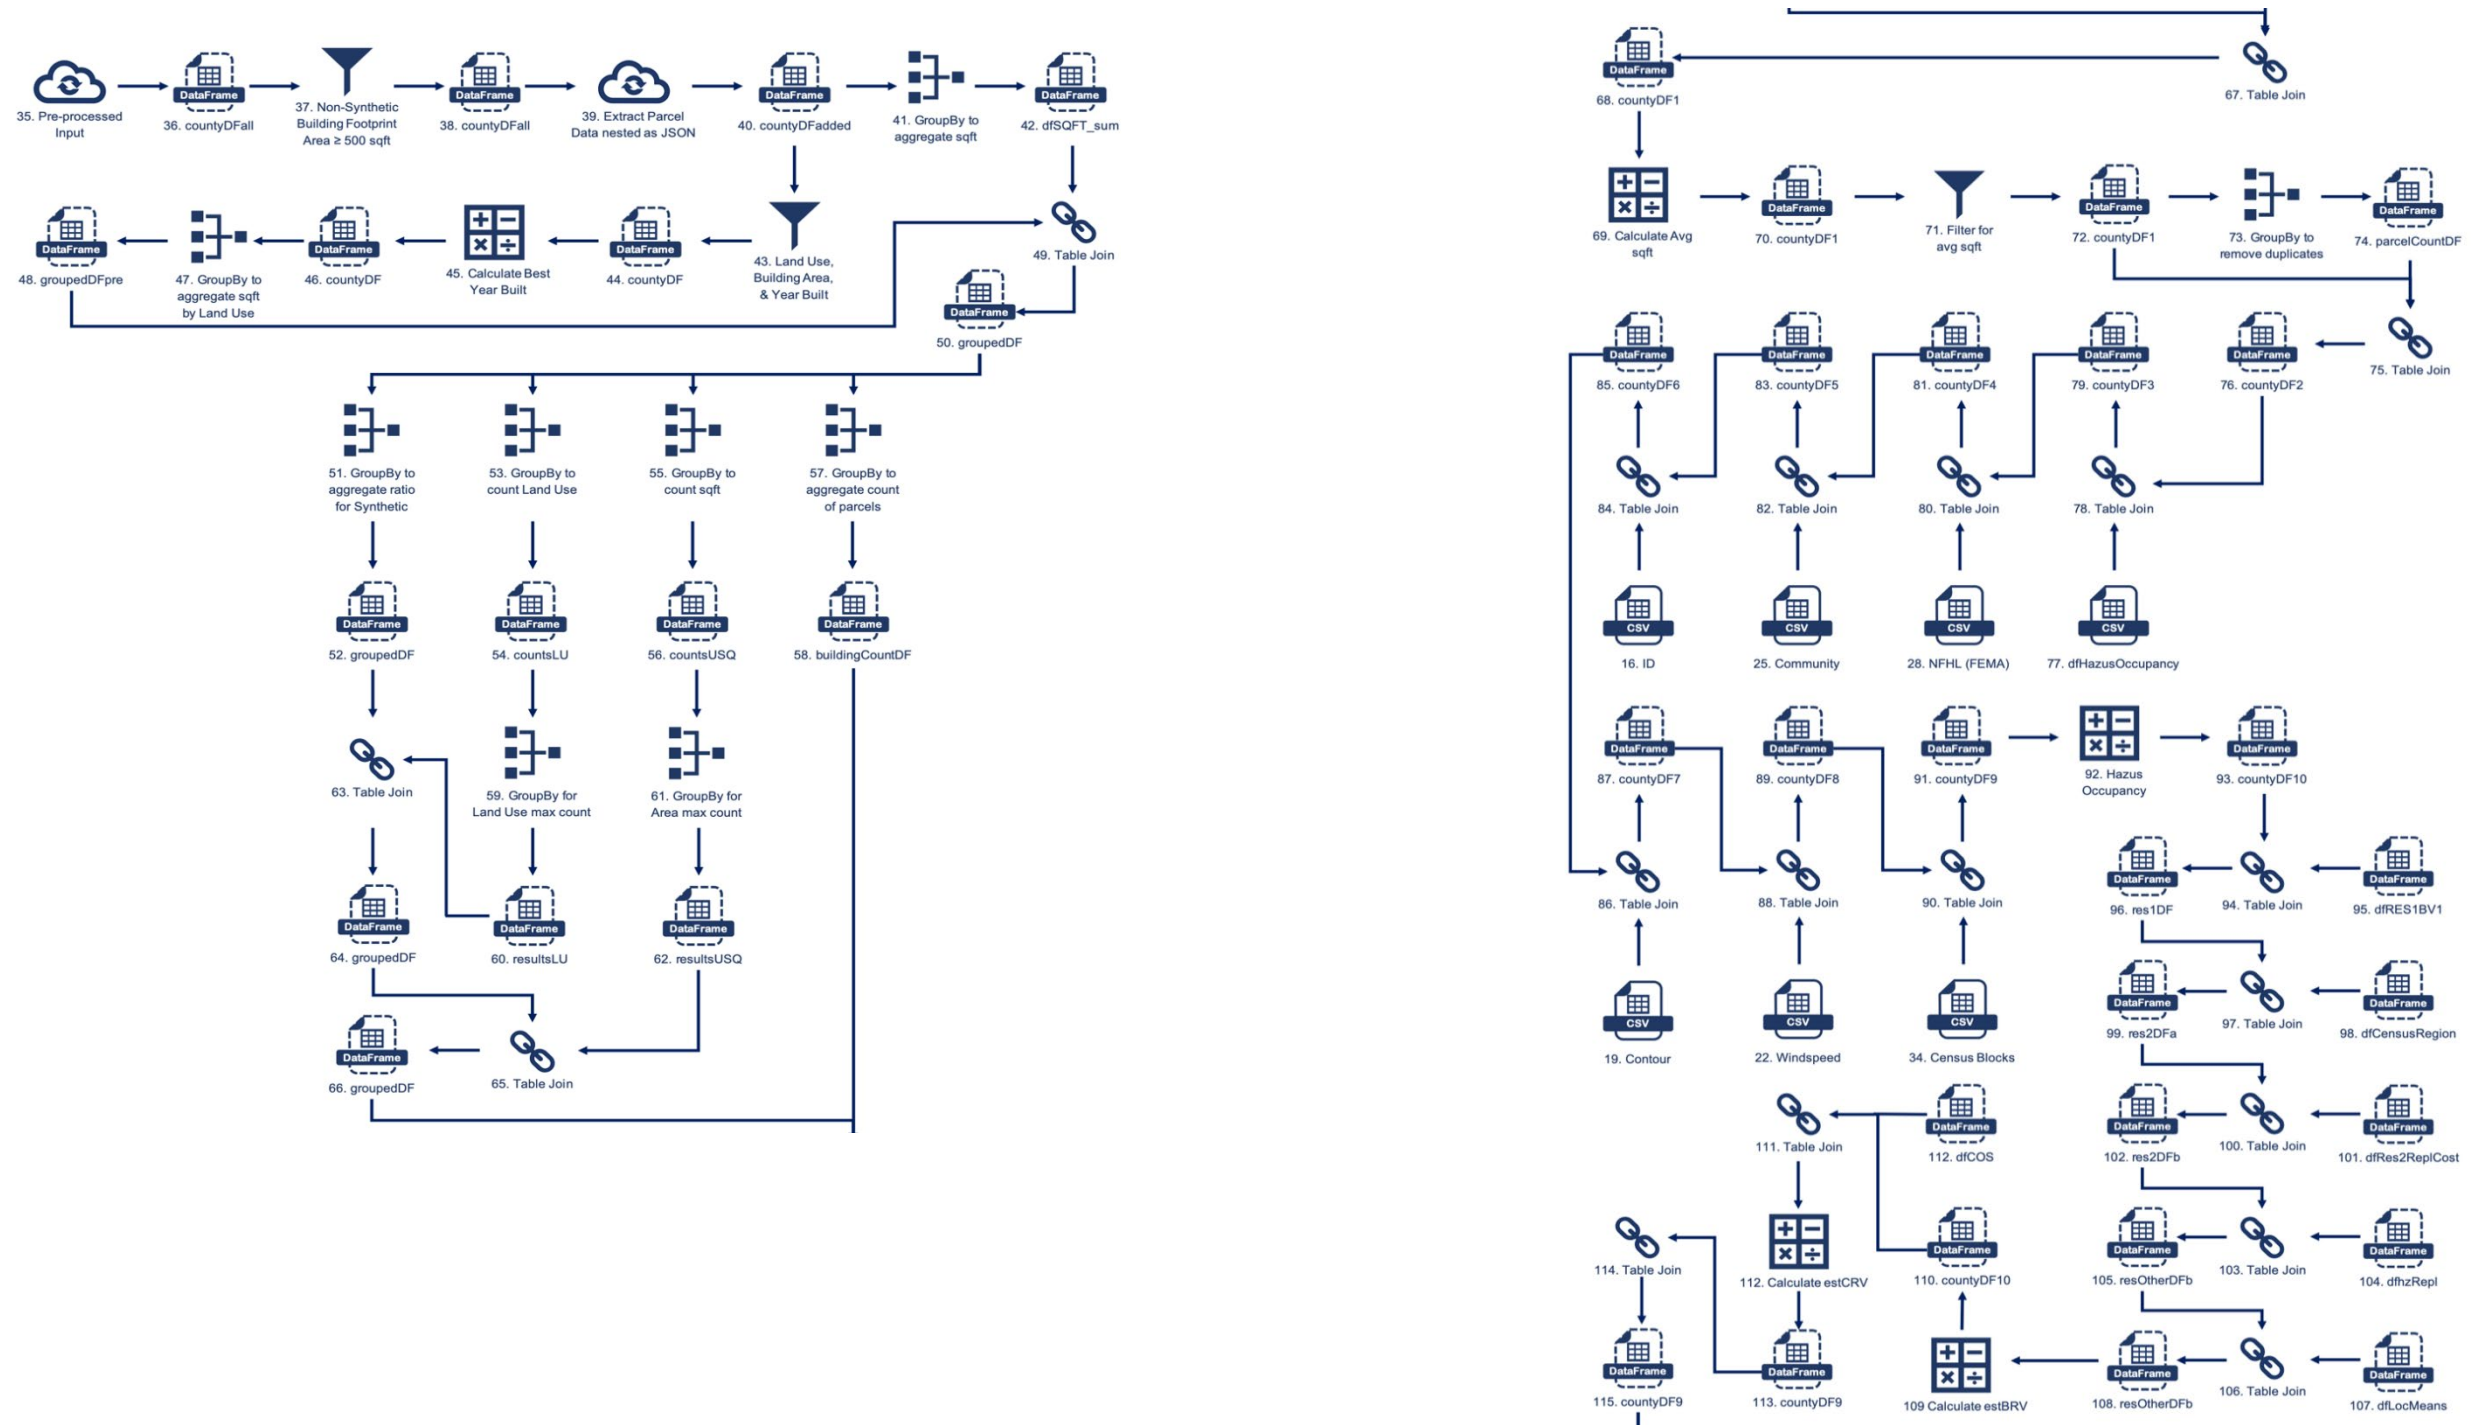 DataFrame
DataFrame
DataFrame
DataFrame
35. Pre-processed
Input
36. countyDFall
37. Non-Synthetic
Building Footprint
Area ≥ 500 sqft
38. countyDFall
39. Extract Parcel
Data nested as JSON
40. countyDFadded
41. GroupBy to
aggregate sqft
42. dfSQFT_sum
DataFrame
DataFrame
DataFrame
48. groupedDFpre
47. GroupBy to
aggregate sqft
by Land Use
46. countyDF
45. Calculate Best
Year Built
44. countyDF
43. Land Use,
Building Area,
& Year Built
49. Table Join
DataFrame
50. groupedDF
51. GroupBy to
aggregate ratio
for Synthetic
53. GroupBy to
count Land Use
55. GroupBy to
count sqft
57. GroupBy to
aggregate count
of parcels
DataFrame
DataFrame
DataFrame
DataFrame
52. groupedDF
54. countsLU
56. countsUSQ
58. buildingCountDF
63. Table Join
59. GroupBy for
Land Use max count
61. GroupBy for
Area max count
DataFrame
DataFrame
DataFrame
64. groupedDF
60. resultsLU
62. resultsUSQ
DataFrame
66. groupedDF
65. Table Join
DataFrame
68. countyDF1
67. Table Join
69. Calculate Avg
sqft
DataFrame
70. countyDF1
71. Filter for
avg sqft
DataFrame
72. countyDF1
73. GroupBy to
remove duplicates
DataFrame
74. parcelCountDF
DataFrame
DataFrame
DataFrame
DataFrame
DataFrame
85. countyDF6
83. countyDF5
81. countyDF4
79. countyDF3
76. countyDF2
75. Table Join
84. Table Join
82. Table Join
80. Table Join
78. Table Join
CSV
CSV
CSV
CSV
16. ID
25. Community
28. NFHL (FEMA)
77. dfHazusOccupancy
DataFrame
DataFrame
DataFrame
DataFrame
87. countyDF7
89. countyDF8
91. countyDF9
92. Hazus
Occupancy
93. countyDF10
86. Table Join
88. Table Join
90. Table Join
DataFrame
DataFrame
96. res1DF
94. Table Join
95. dfRES1BV1
CSV
CSV
CSV
19. Contour
22. Windspeed
34. Census Blocks
DataFrame
DataFrame
99. res2DFa
97. Table Join
98. dfCensusRegion
111. Table Join
DataFrame
112. dfCOS
DataFrame
DataFrame
102. res2DFb
100. Table Join
101. dfRes2ReplCost
114. Table Join
112. Calculate estCRV
DataFrame
110. countyDF10
DataFrame
DataFrame
105. resOtherDFb
103. Table Join
104. dfhzRepl
DataFrame
DataFrame
DataFrame
DataFrame
115. countyDF9
113. countyDF9
109 Calculate estBRV
108. resOtherDFb
106. Table Join
107. dfLocMeans